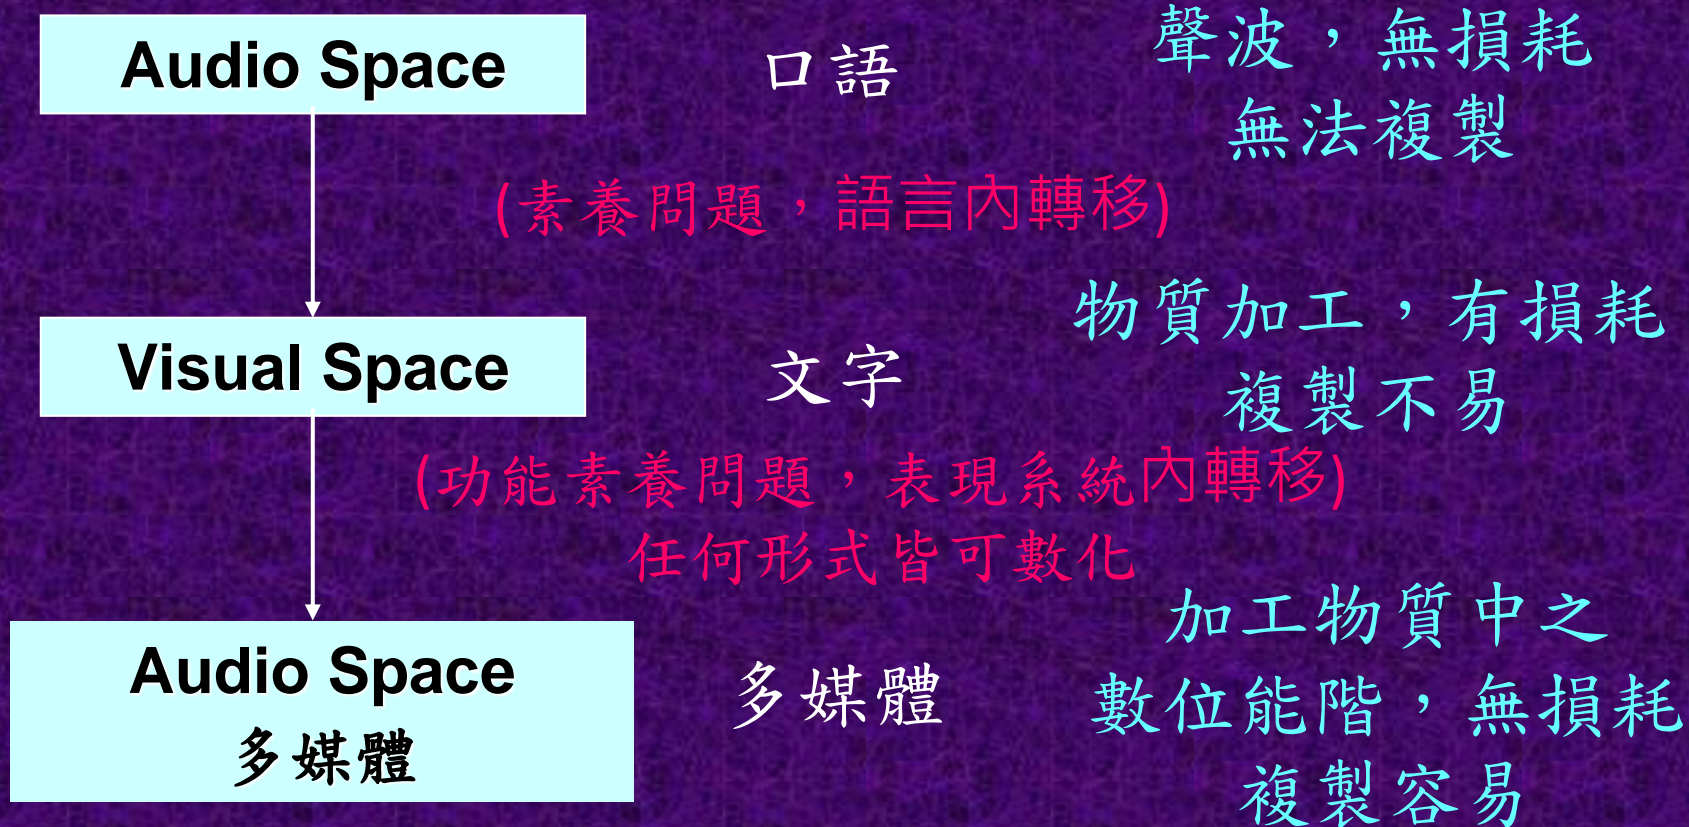 Audio Space
口語
聲波，無損耗
無法複製
(素養問題，語言內轉移)
Visual Space
文字
物質加工，有損耗
複製不易
(功能素養問題，表現系統內轉移)
任何形式皆可數化
Audio Space
多媒體
多媒體
加工物質中之
數位能階，無損耗
複製容易